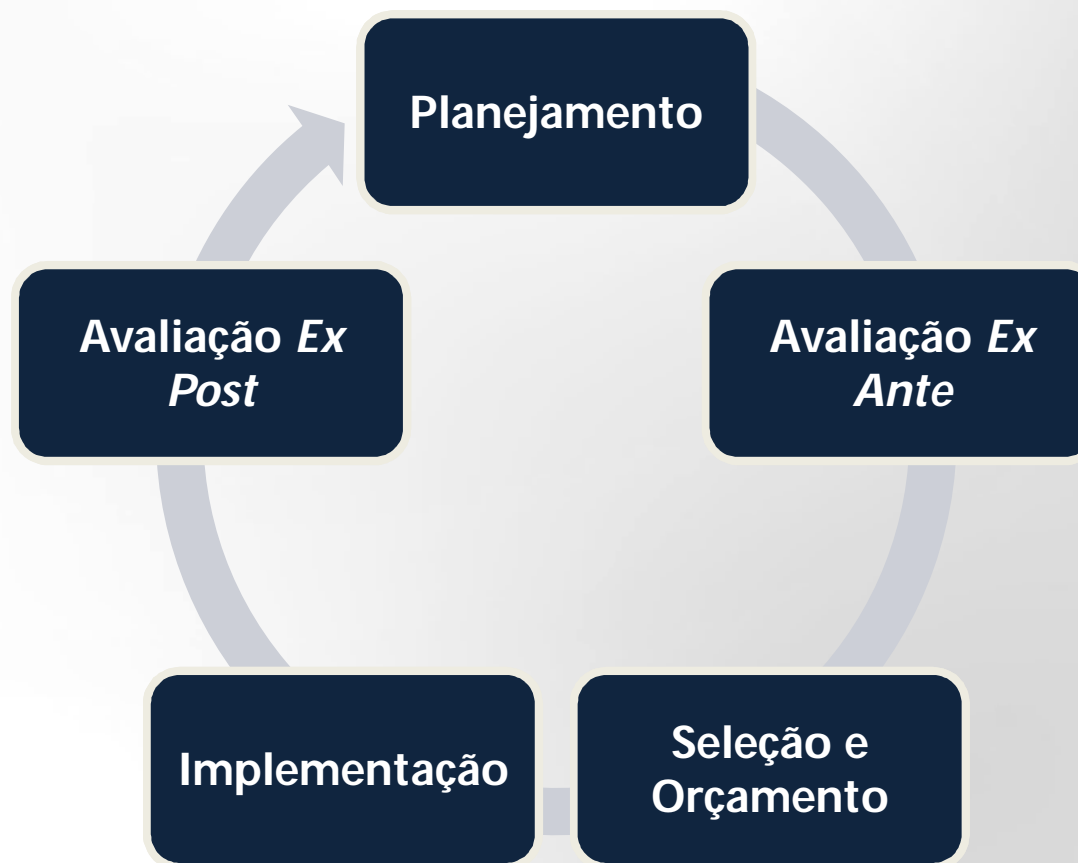 Planejamento
Avaliação Ex
Ante
Seleção e
Orçamento
Implementação
Avaliação Ex
Post